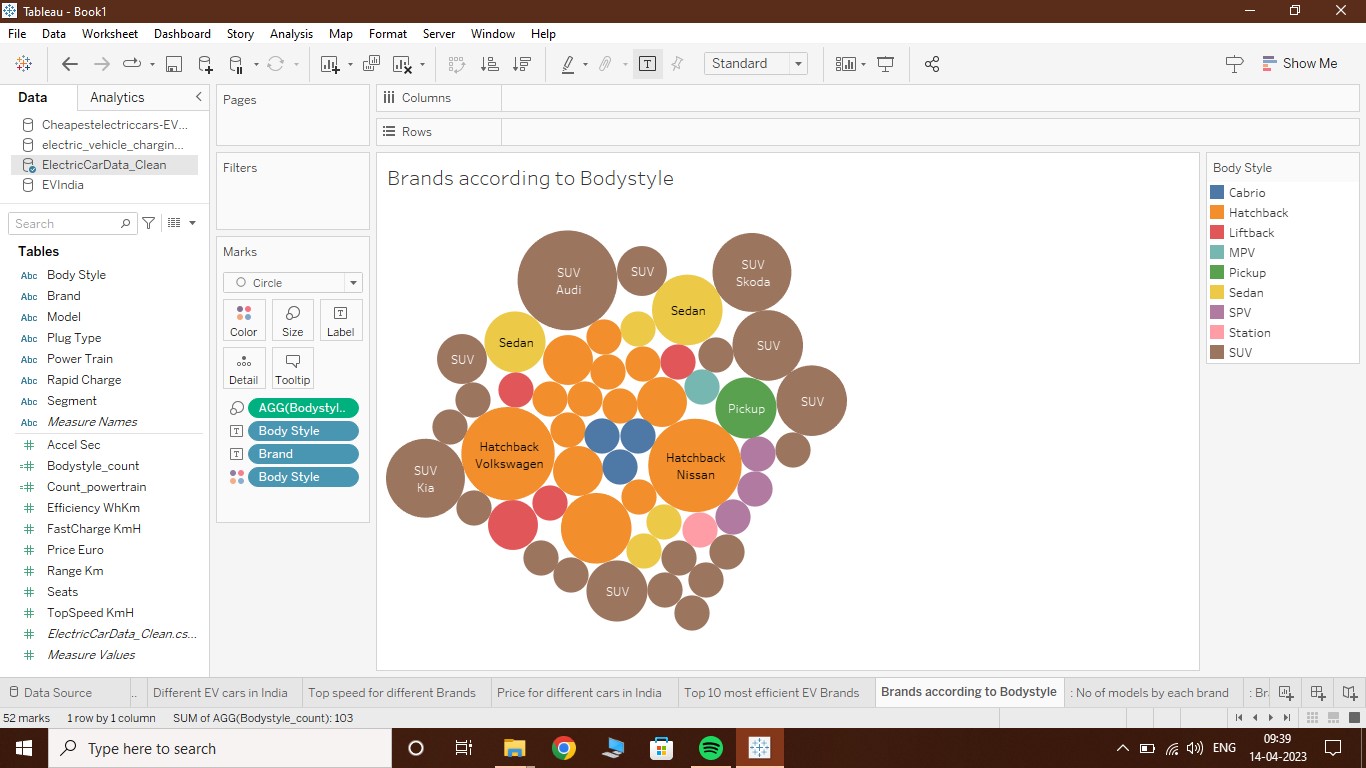 Tableau - Book1
File Data Worksheet Dashboard Story Analysis Map Format Server Window Help
Standard
Show Me
Data Analytics
Cheapestelectriccars-EV...
electric_vehicle_chargin...
ElectricCarData_Clean
EVIndia
Search
Tables
Abc Body Style
Abc Brand
Abc Model
Abc Plug Type
Abc Power Train
Abc Rapid Charge
Abc Segment
Abc Measure Names
# Accel Sec
=# Bodystyle_count
=# Count_powertrain
# Efficiency WhKm
# FastCharge KmH
# Price Euro
# Range Km
# Seats
# TopSpeed KmH
# ElectricCarData_Clean.cs...
# Measure Values
Pages
Filters
Marks
Circle
Color Size Label
Detail Tooltip
AGG(Bodystyl..
Body Style
Brand
Body Style
Columns
Rows
Brands according to Bodystyle
SUV
Audi
SUV
SUV
Skoda
Sedan
Sedan
SUV
SUV
Pickup
SUV
Hatchback
Volkswagen
Hatchback
Nissan
SUV
Kia
SUV
Body Style
Cabrio
Hatchback
Liftback
MPV
Pickup
Sedan
SPV
Station
SUV
Data Source .. Different EV cars in India Top speed for different Brands Price for different cars in India Top 10 most efficient EV Brands Brands according to Bodystyle : No of models by each brand : Br
52 marks 1 row by 1 column SUM of AGG(Bodystyle_count): 103
Type here to search
ENG
09:39
14-04-2023